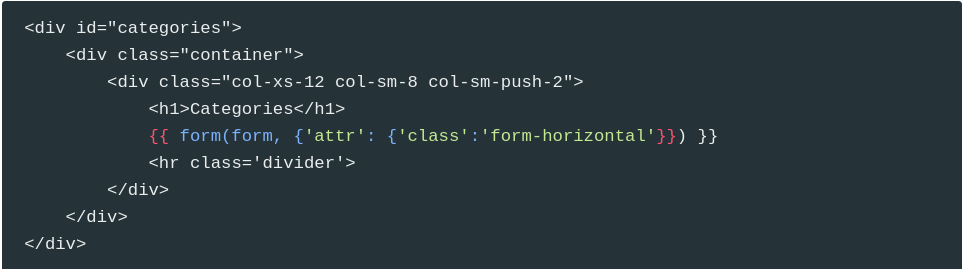 <div id="categories">
    <div class="container">
        <div class="col-xs-12 col-sm-8 col-sm-push-2">
            <h1>Categories</h1>
            {{ form(form, {'attr': {'class':'form-horizontal'}}) }}
            <hr class='divider'>
        </div>
    </div>
</div>